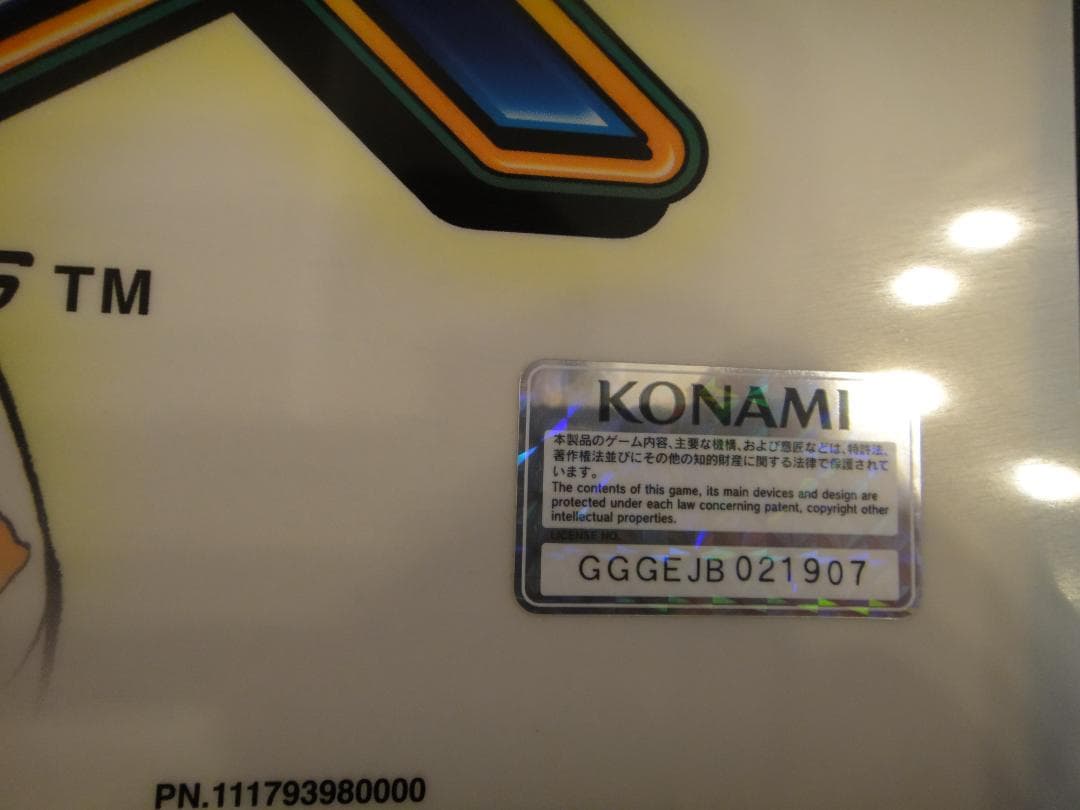 TM
KONAMI
本製品のゲーム内容、主要な機構、および意匠などは、特許法、
著作権法並びにその他の知的財産に関する法律で保護されて
います。
The contents of this game, its main devices and design are
protected under each law concerning patent, copyright other
intellectual properties.
LICENSE NO.
GGGEJB 021907
PN.111793980000